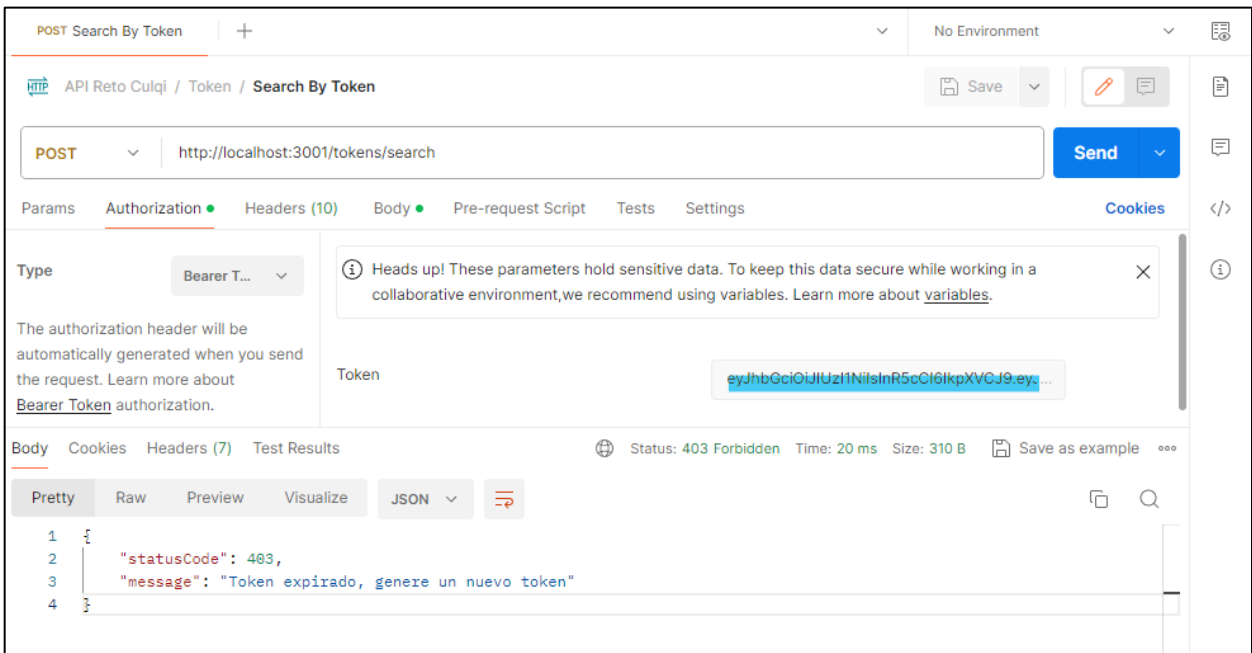 POST Search By Token
No Environment
HTTP API Reto Culqi / Token / Search By Token
Save
POST http://localhost:3001/tokens/search Send
Params Authorization Headers (10) Body Pre-request Script Tests Settings Cookies
Type Bearer T...
Heads up! These parameters hold sensitive data. To keep this data secure while working in a
collaborative environment,we recommend using variables. Learn more about variables.
The authorization header will be
automatically generated when you send
the request. Learn more about
Bearer Token authorization.
Token
Body Cookies Headers (7) Test Results Status: 403 Forbidden Time: 20 ms Size: 310 B Save as example
Pretty Raw Preview Visualize JSON
1 {
2 "statusCode": 403,
3 "message": "Token expirado, genere un nuevo token"
4 }